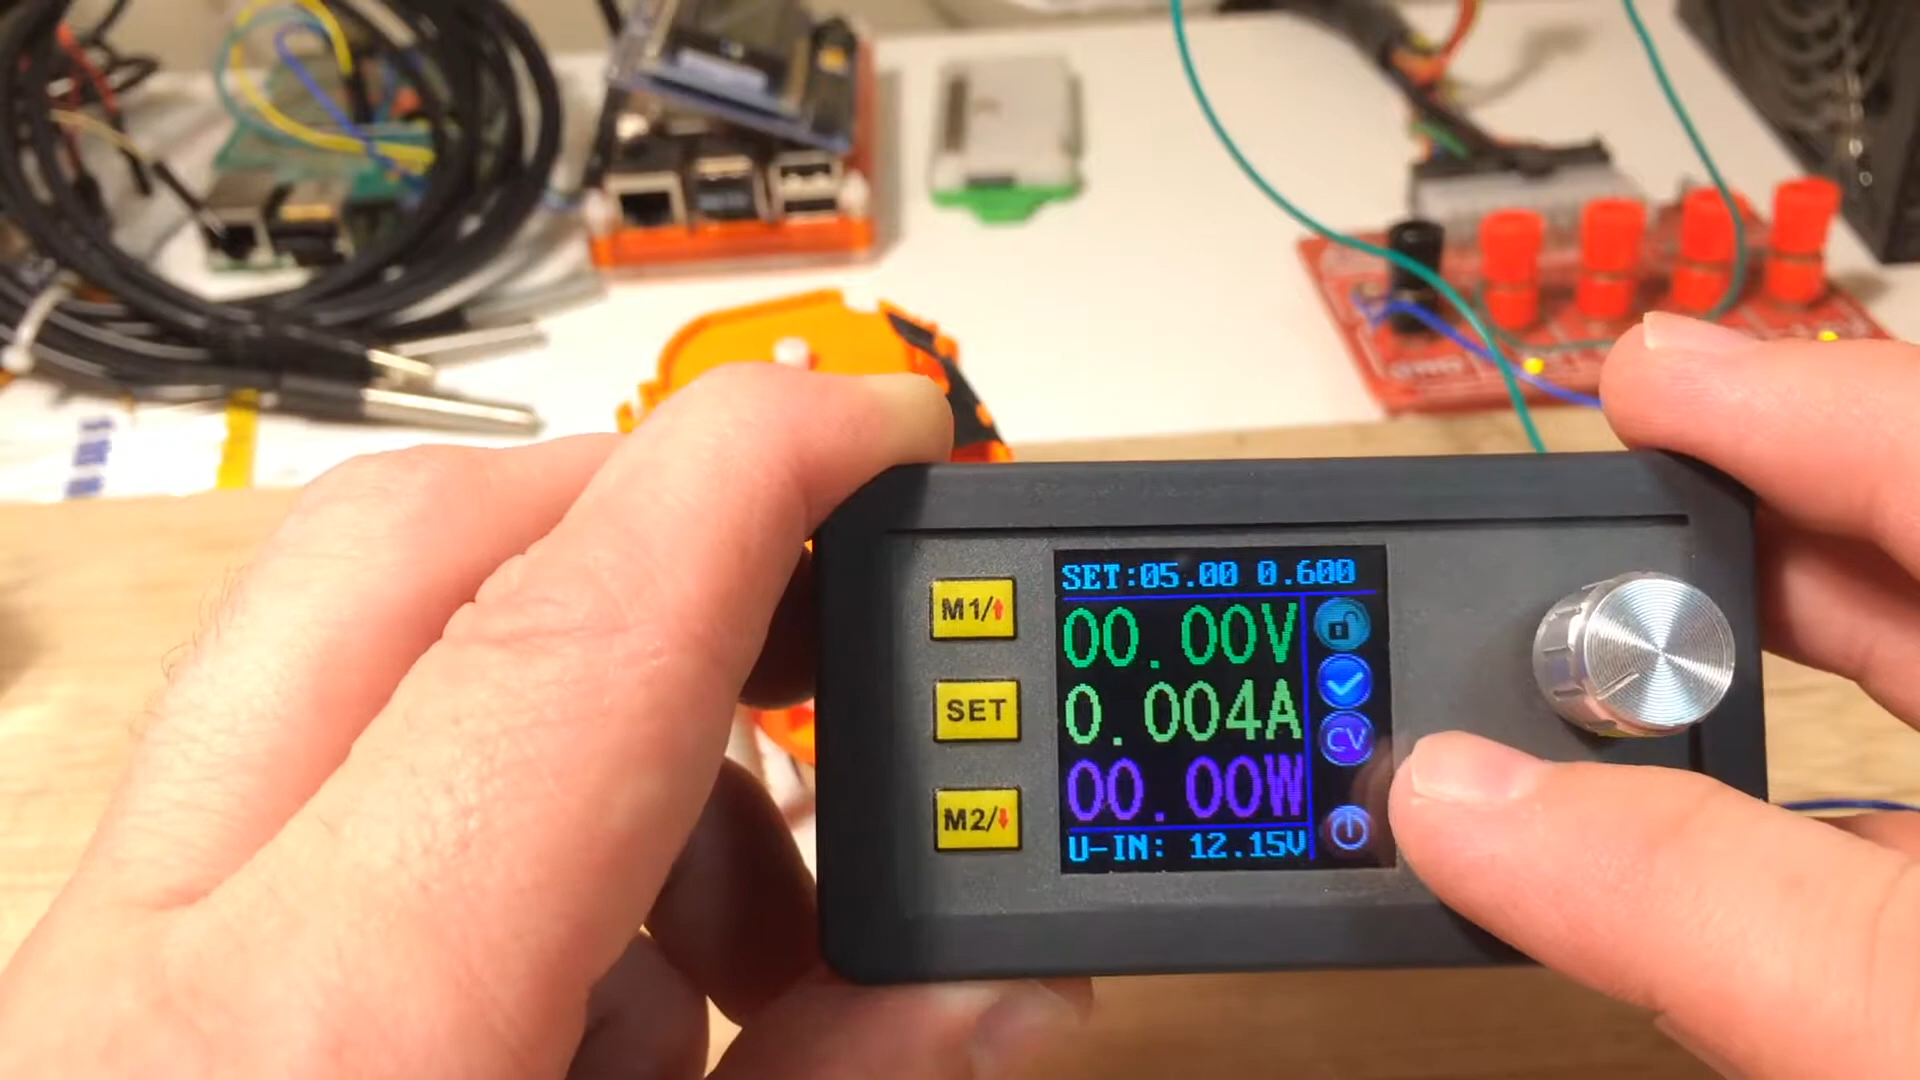 SET:05.00 0.600
M1/↑
00.00V
SET
0.004A
CV
M2/↓
00.00W
U-IN: 12.15V